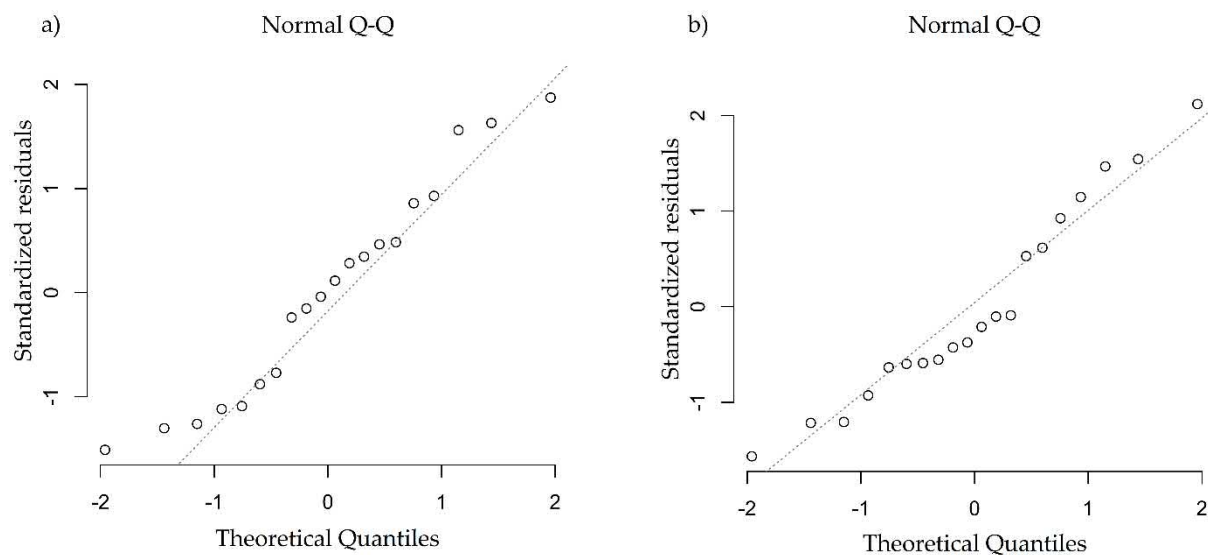 a)
Normal Q-Q
Standardized residuals
2
1
0
-1
-2
-1
0
1
2
Theoretical Quantiles
b)
Normal Q-Q
Standardized residuals
2
1
0
-1
-2
-1
0
1
2
Theoretical Quantiles